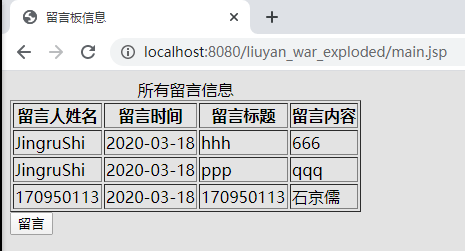 留言板信息
localhost:8080/liuyan_war_exploded/main.jsp
所有留言信息
留言人姓名 留言时间 留言标题 留言内容
JingruShi 2020-03-18 hhh 666
JingruShi 2020-03-18 ppp qqq
170950113 2020-03-18 170950113 石京儒
留言